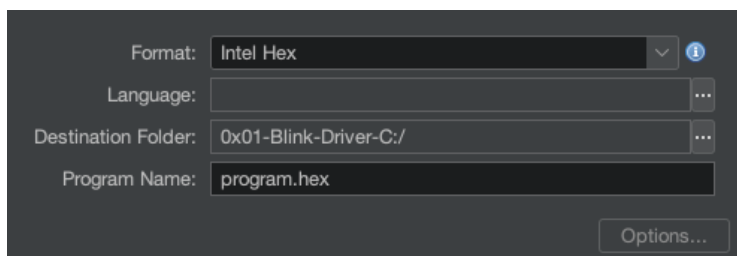 Format: Intel Hex
Language:
Destination Folder: 0x01-Blink-Driver-C:/
Program Name: program.hex
Options...